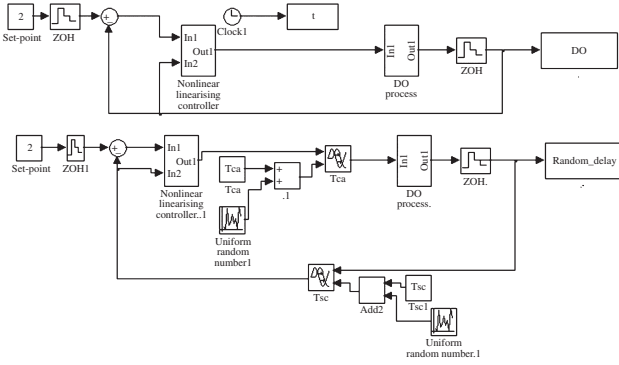 2
Set-point
ZOH
+
−
In1
In2
Out1
Nonlinear
linearising
controller
Clock1
t
In1
Out1
DO
process
ZOH
DO
.
2
Set-point
ZOH1
+
−
In1
In2
Out1
Nonlinear
linearising
controller..1
Tca
Tca
+
+
.1
Uniform
random
number1
Tca
In1
Out1
DO
process.
ZOH.
Random_delay
.
Tsc
Add2
Tsc
Tsc1
Uniform
random number.1